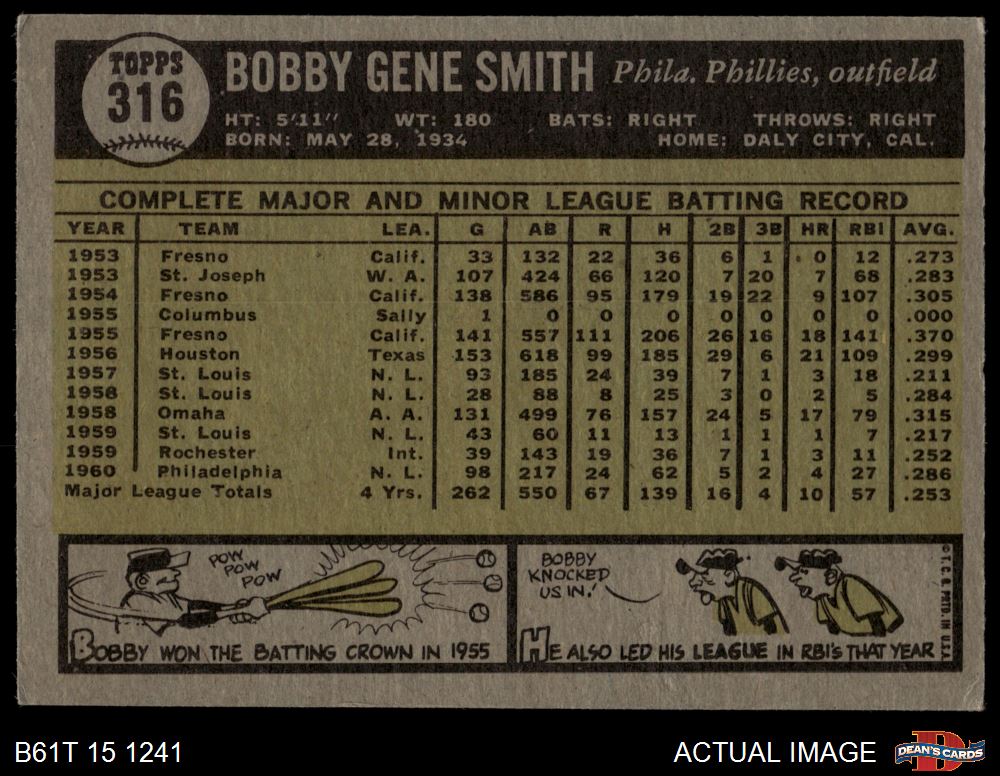 TOPPS
316
BOBBY GENE SMITH Phila. Phillies, outfield
HT: 5'11" WT: 180 BATS: RIGHT THROWS: RIGHT
BORN: MAY 28, 1934 HOME: DALY CITY, CAL.
COMPLETE MAJOR AND MINOR LEAGUE BATTING RECORD
YEAR TEAM LEA. G AB R H 2B 3B HR RBI AVG.
1953 Fresno Calif. 33 132 22 36 6 1 0 12 .273
1953 St. Joseph W. A. 107 424 66 120 7 20 7 68 .283
1954 Fresno Calif. 138 586 95 179 19 22 9 107 .305
1955 Columbus Sally 1 0 0 0 0 0 0 0 .000
1955 Fresno Calif. 141 557 111 206 26 16 18 141 .370
1956 Houston Texas 153 618 99 185 29 6 21 109 .299
1957 St. Louis N. L. 93 185 24 39 7 1 3 18 .211
1958 St. Louis N. L. 28 88 8 25 3 0 2 5 .284
1958 Omaha A. A. 131 499 76 157 24 5 17 79 .315
1959 St. Louis N. L. 43 60 11 13 1 1 1 7 .217
1959 Rochester Int. 39 143 19 36 7 1 3 11 .252
1960 Philadelphia N. L. 98 217 24 62 5 2 4 27 .286
Major League Totals 4 Yrs. 262 550 67 139 16 4 10 57 .253
POW
POW
POW
BOBBY WON THE BATTING CROWN IN 1955
BOBBY
KNOCKED
US IN!
HE ALSO LED HIS LEAGUE IN RBI's THAT YEAR
© T. C. G. PRTD. IN U.S.A.
B61T 15 1241 ACTUAL IMAGE DEAN'S CARDS